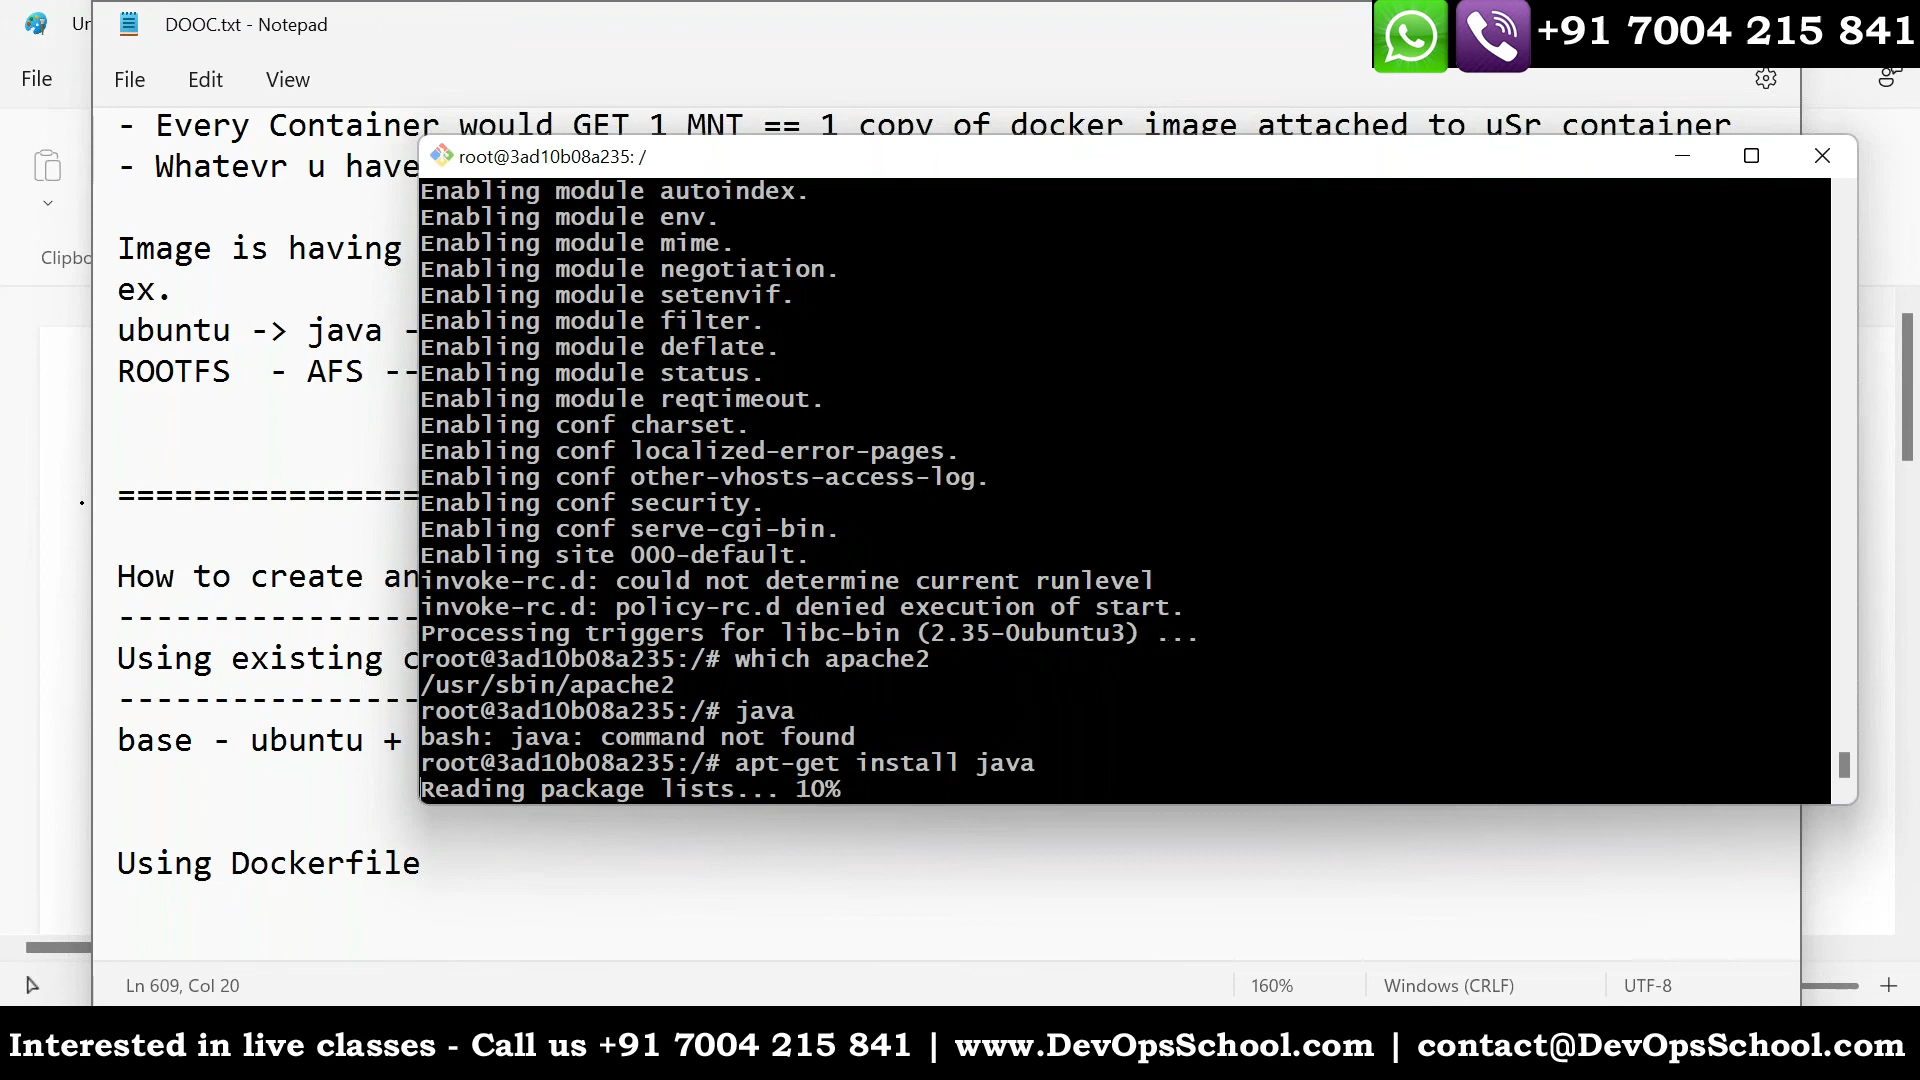 Un
DOOC.txt - Notepad
+91 7004 215 841
File
File Edit View
- Every Container would GET 1 MNT == 1 copy of docker image attached to uSr container
- Whatevr u have
root@3ad10b08a235: /
Image is having
ex.
ubuntu -> java -
ROOTFS  - AFS --
================
How to create an
----------------
Using existing c
----------------
base - ubuntu +
Using Dockerfile
Clipbo
Enabling module autoindex.
Enabling module env.
Enabling module mime.
Enabling module negotiation.
Enabling module setenvif.
Enabling module filter.
Enabling module deflate.
Enabling module status.
Enabling module reqtimeout.
Enabling conf charset.
Enabling conf localized-error-pages.
Enabling conf other-vhosts-access-log.
Enabling conf security.
Enabling conf serve-cgi-bin.
Enabling site 000-default.
invoke-rc.d: could not determine current runlevel
invoke-rc.d: policy-rc.d denied execution of start.
Processing triggers for libc-bin (2.35-0ubuntu3) ...
root@3ad10b08a235:/# which apache2
/usr/sbin/apache2
root@3ad10b08a235:/# java
bash: java: command not found
root@3ad10b08a235:/# apt-get install java
Reading package lists... 10%
Ln 609, Col 20
160%
Windows (CRLF)
UTF-8
Interested in live classes - Call us +91 7004 215 841 | www.DevOpsSchool.com | contact@DevOpsSchool.com